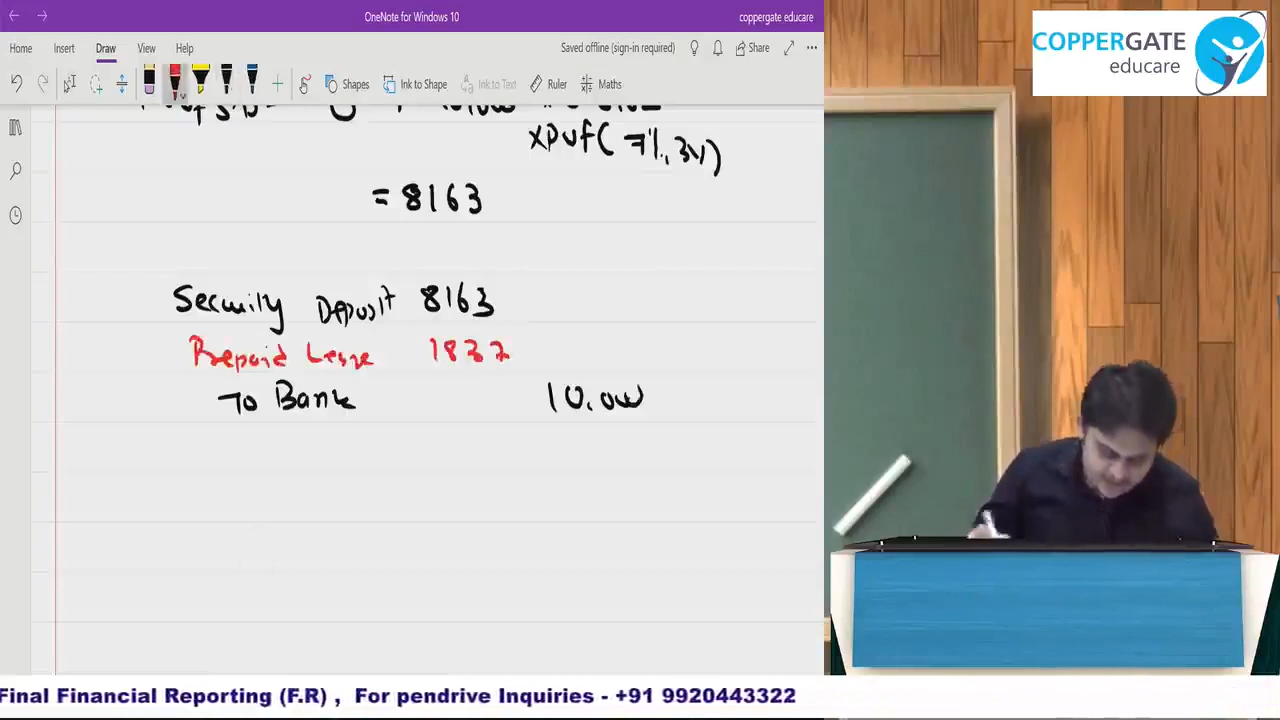 OneNote for Windows 10
coppergate educare
Home Insert Draw View Help
Saved offline (sign-in required)
Share
Shapes
Ink to Shape
Ink to Text
Ruler
Maths
COPPERGATE
educare
xpvf( 7%, 3y)
= 8163
Security Deposit 8163
Prepaid Lease 1837
To Bank 10,000
Final Financial Reporting (F.R) , For pendrive Inquiries - +91 9920443322